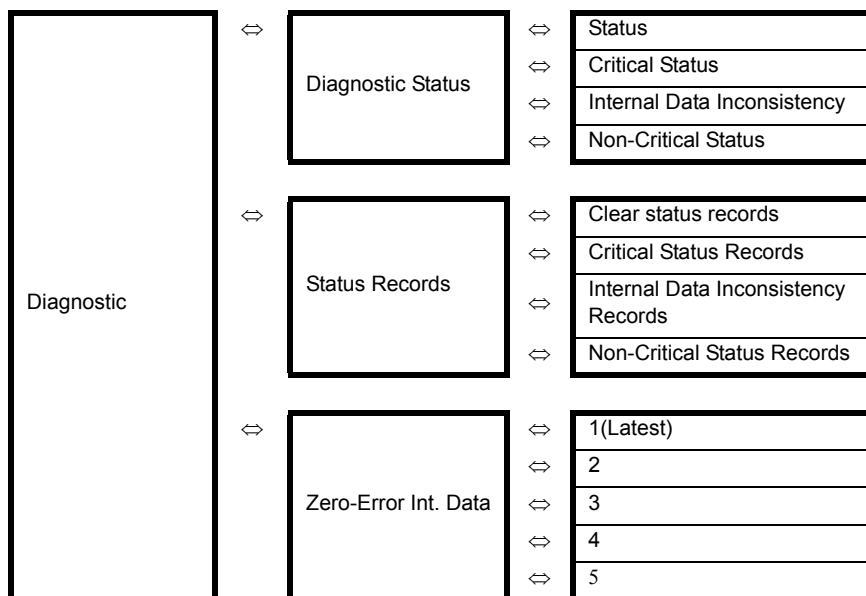 Diagnostic
⇔
Diagnostic Status
⇔ Status
⇔ Critical Status
⇔ Internal Data Inconsistency
⇔ Non-Critical Status
⇔
Status Records
⇔ Clear status records
⇔ Critical Status Records
⇔ Internal Data Inconsistency
Records
⇔ Non-Critical Status Records
⇔
Zero-Error Int. Data
⇔ 1(Latest)
⇔ 2
⇔ 3
⇔ 4
⇔ 5